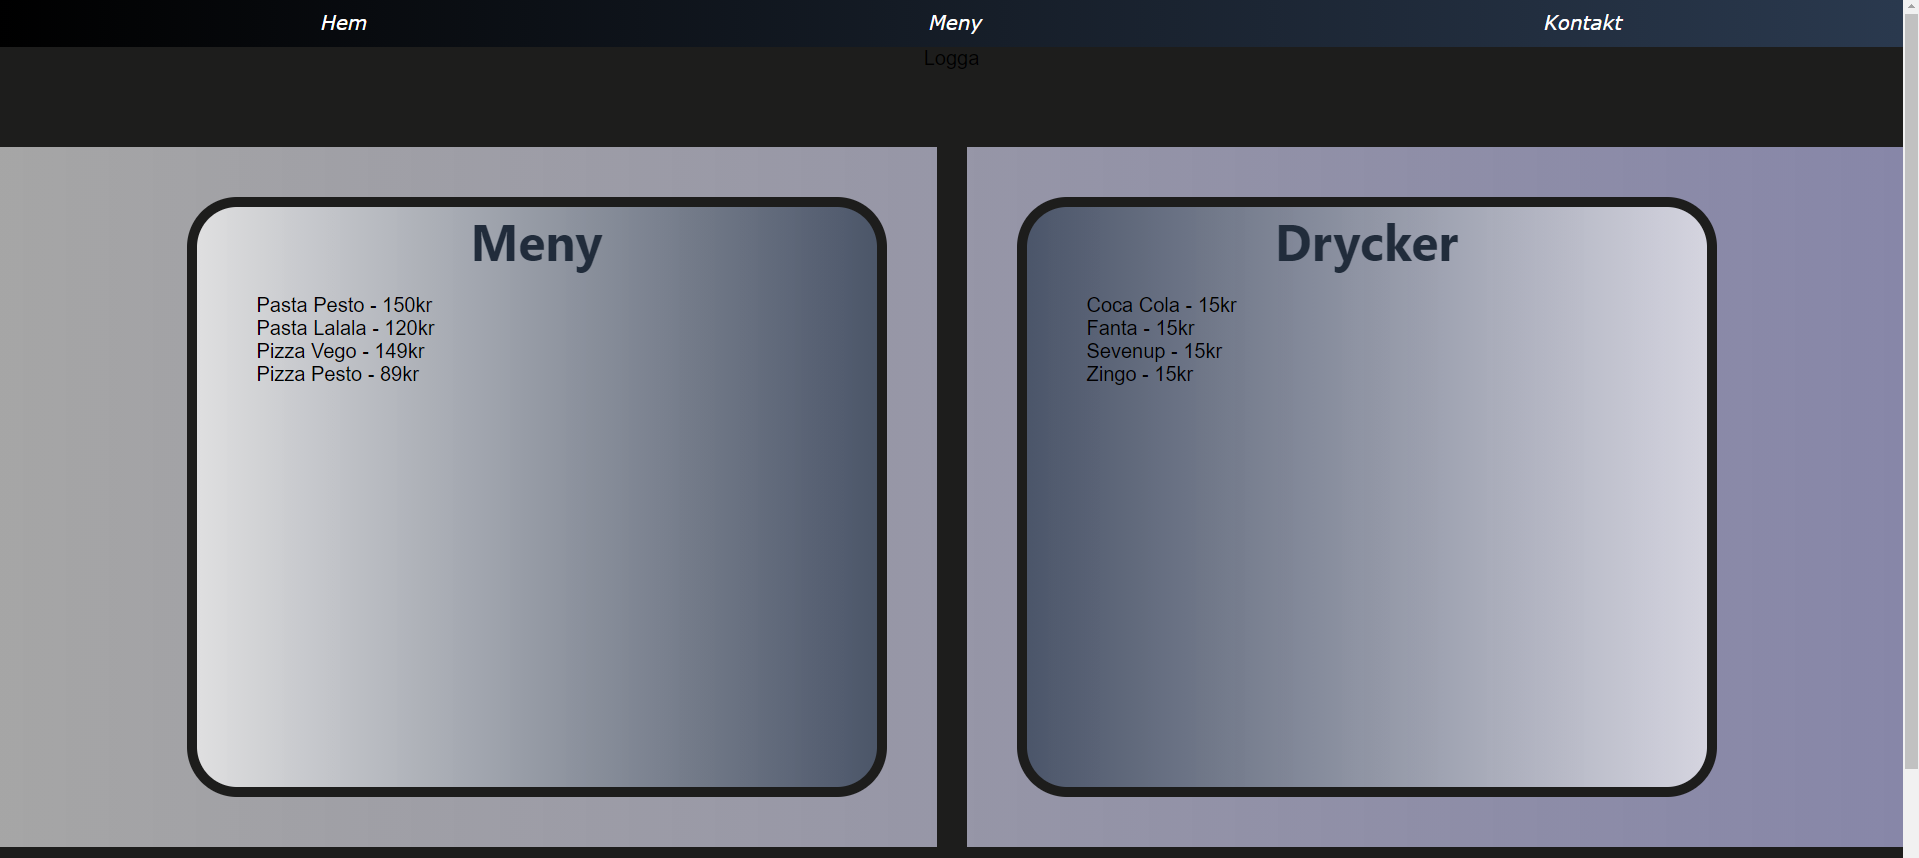 Hem Meny Kontakt
Logga
Meny
Pasta Pesto - 150kr
Pasta Lalala - 120kr
Pizza Vego - 149kr
Pizza Pesto - 89kr
Drycker
Coca Cola - 15kr
Fanta - 15kr
Sevenup - 15kr
Zingo - 15kr